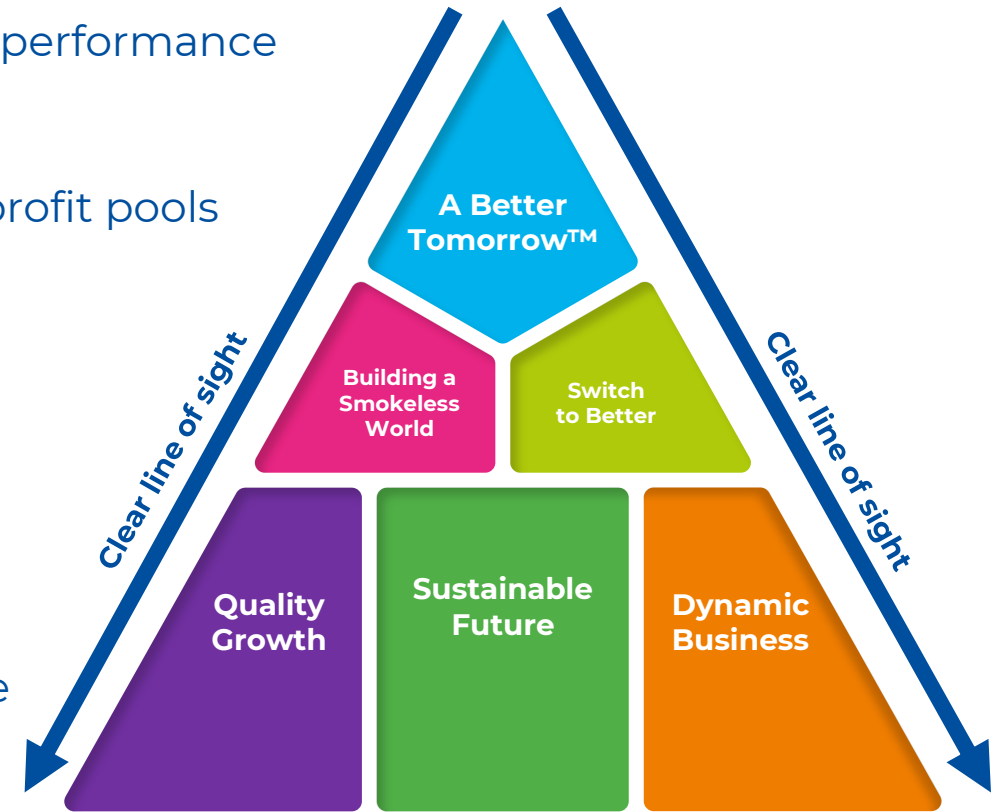 performance
profit pools
A Better
Tomorrow™
Clear line of sight
Clear line of sight
Building a
Smokeless
World
Switch
to Better
Quality
Growth
Sustainable
Future
Dynamic
Business